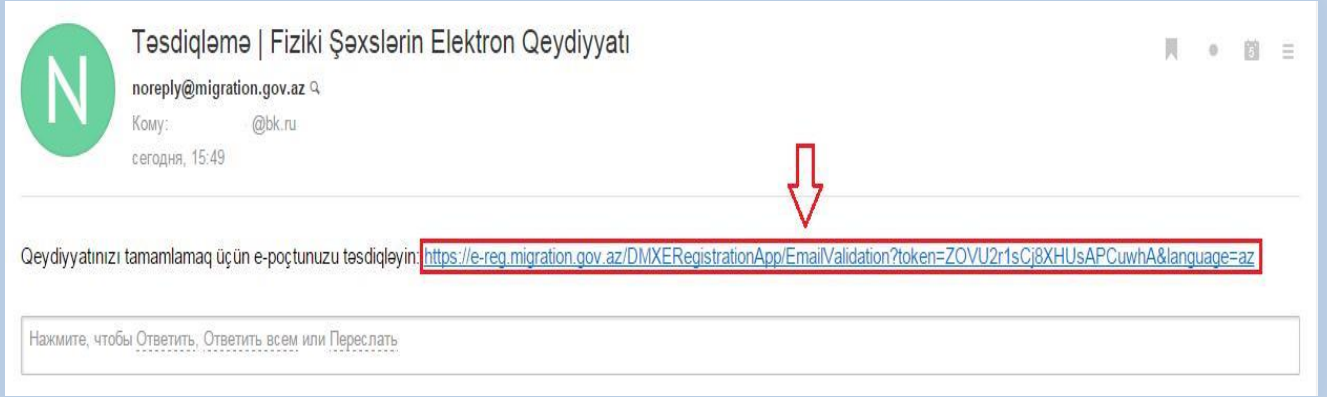 Təsdiqləmə | Fiziki Şəxslərin Elektron Qeydiyyatı
N
noreply@migration.gov.az
5
Кому: @bk.ru
сегодня, 15:49
Qeydiyyatınızı tamamlamaq üçün e-poçtunuzu təsdiqləyin: https://e-reg.migration.gov.az/DMXERegistrationApp/EmailValidation?token=ZOVU2r1sCj8XHUsAPCuwhA&language=az
Нажмите, чтобы Ответить, Ответить всем или Переслать